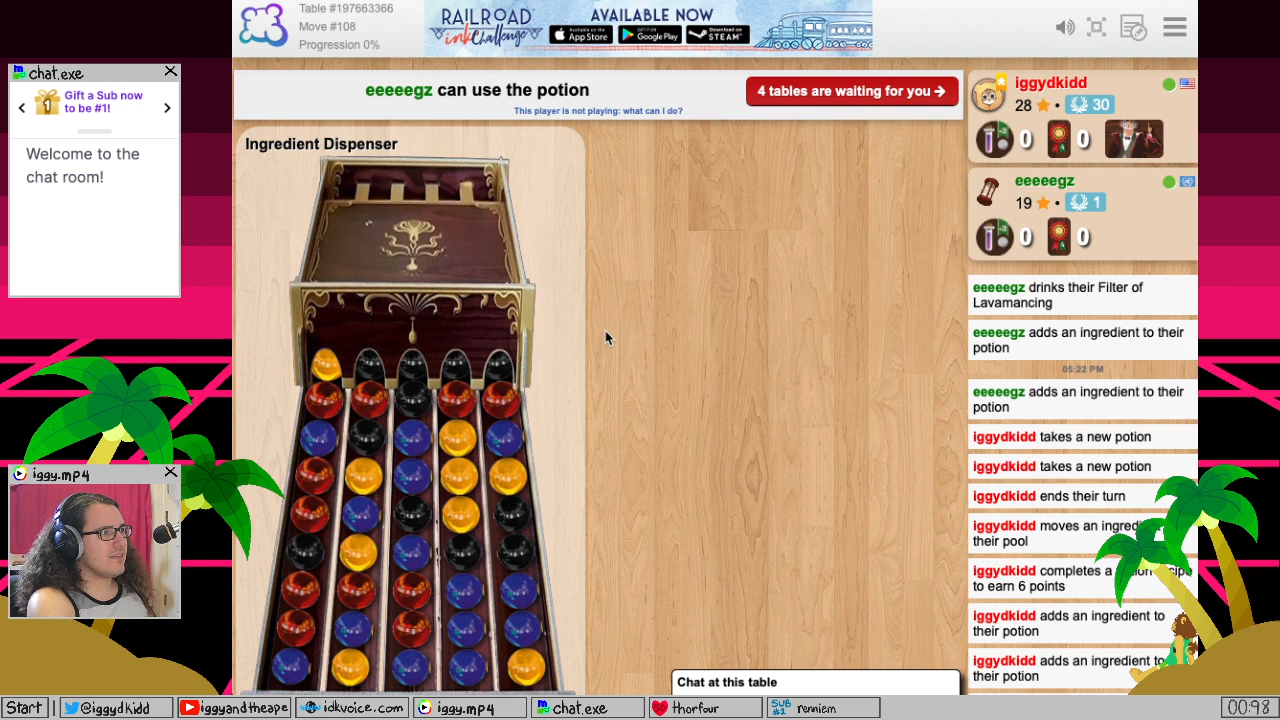 Table #197663366
Move #108
Progression 0%
RAILROAD
ink CHALLENGE
AVAILABLE NOW
App Store
Google Play
STEAM
chat.exe
Gift a Sub now
to be #1!
1
Welcome to the
chat room!
eeeeegz can use the potion
This player is not playing: what can I do?
4 tables are waiting for you →
Ingredient Dispenser
iggydkidd
28 • 30
0 0
eeeeegz
19 • 1
0 0
eeeeegz drinks their Filter of
Lavamancing
eeeeegz adds an ingredient to their
potion
05:22 PM
eeeeegz adds an ingredient to their
potion
iggydkidd takes a new potion
iggydkidd takes a new potion
iggydkidd ends their turn
iggydkidd moves an
their pool
iggydkidd completes a
to earn 6 points
iggydkidd adds an ingredient to
their potion
iggydkidd adds an ingredient to
their potion
iggy.mp4
Chat at this table
Start
@iggydkidd
iggyandtheape
idkvoice.com
iggy.mp4
chat.exe
thorfour
SUB
#1
renniem
00:98